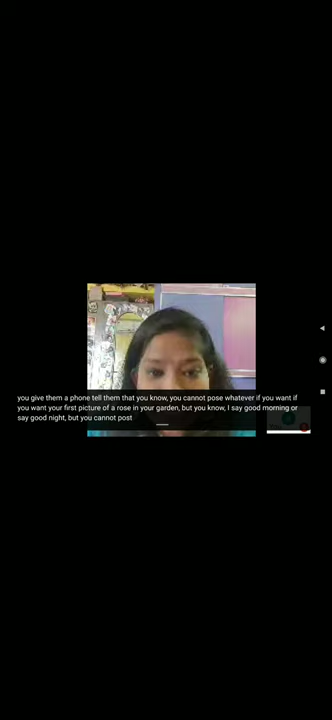 you give them a phone tell them that you know, you cannot pose whatever if you want if
you want your first picture of a rose in your garden, but you know, I say good morning or
say good night, but you cannot post